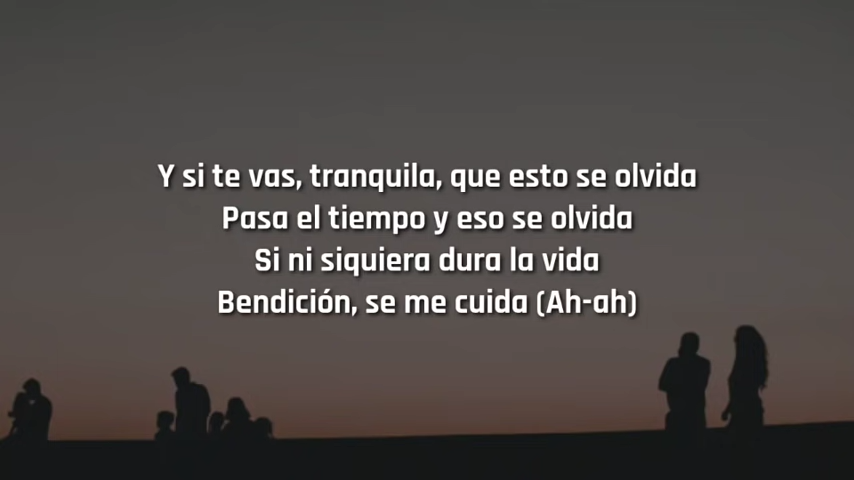 Y si te vas, tranquila, que esto se olvida
Pasa el tiempo y eso se olvida
Si ni siquiera dura la vida
Bendición, se me cuida (Ah-ah)